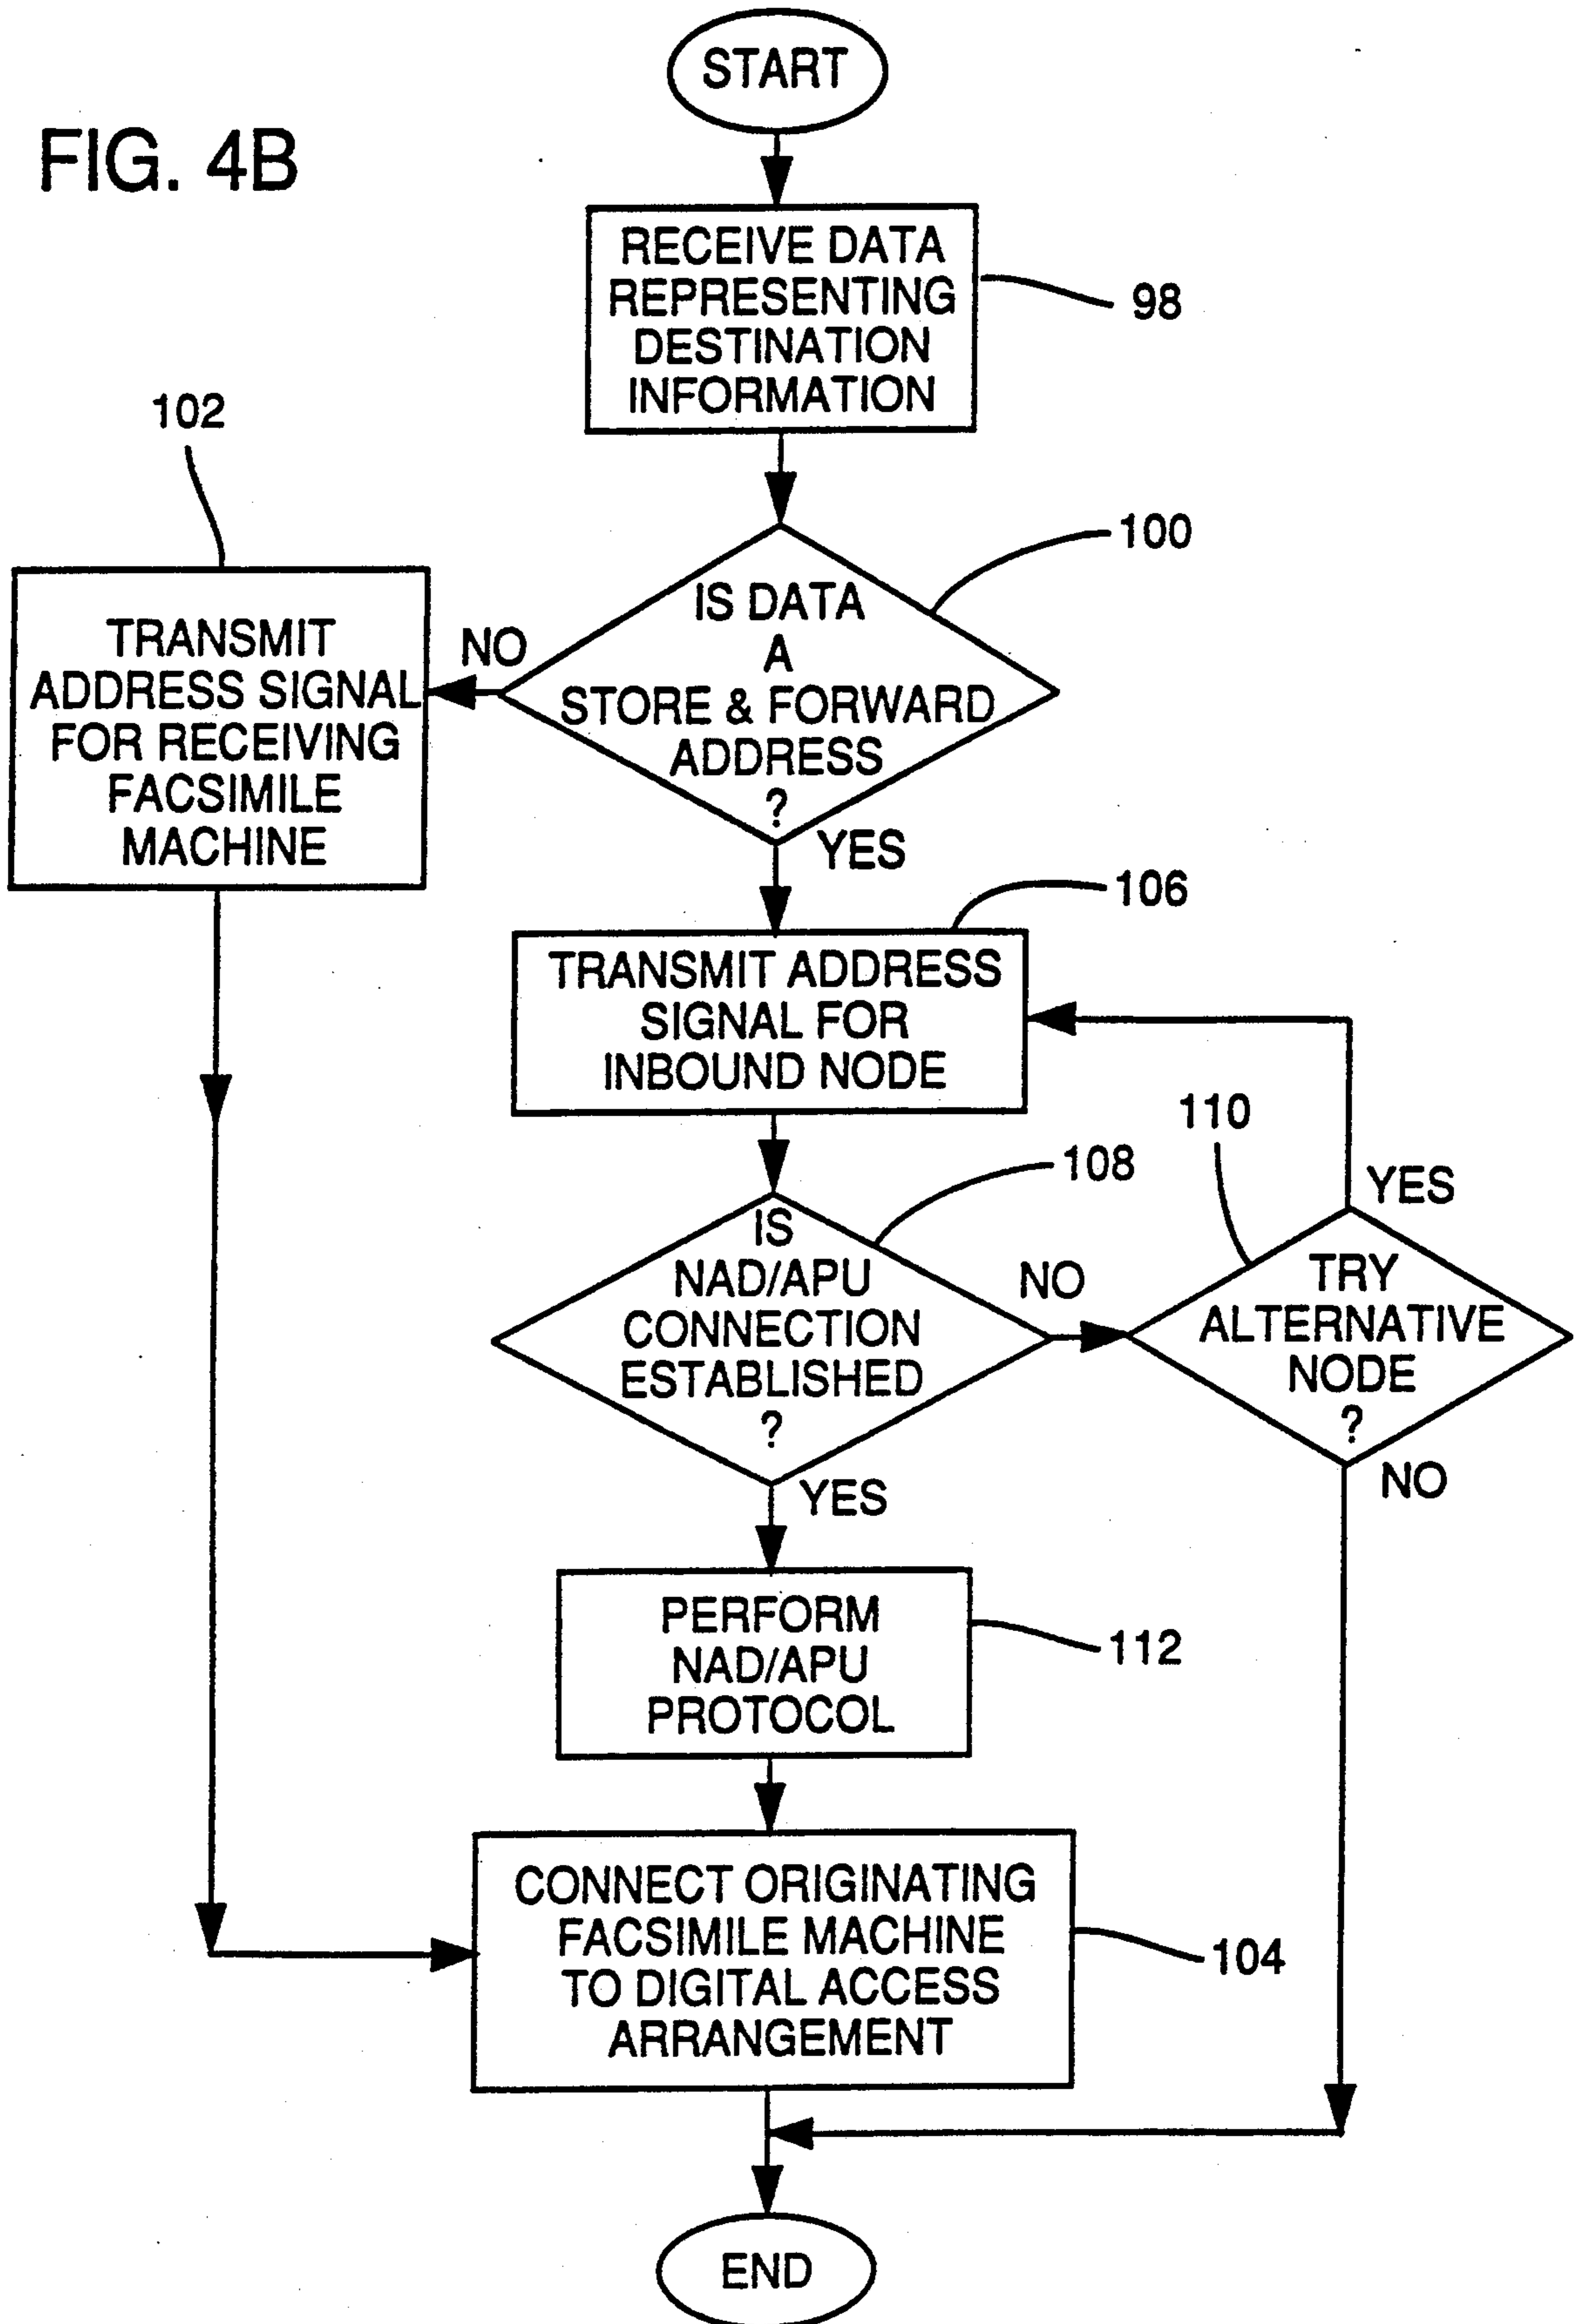 START
FIG. 4B
RECEIVE DATA
REPRESENTING
DESTINATION
INFORMATION
98
102
100
IS DATA
A
STORE & FORWARD
ADDRESS
?
NO
TRANSMIT
ADDRESS SIGNAL
FOR RECEIVING
FACSIMILE
MACHINE
YES
106
TRANSMIT ADDRESS
SIGNAL FOR
INBOUND NODE
110
108
YES
IS
NAD/APU
CONNECTION
ESTABLISHED
?
NO
TRY
ALTERNATIVE
NODE
?
NO
YES
PERFORM
NAD/APU
PROTOCOL
112
CONNECT ORIGINATING
FACSIMILE MACHINE
TO DIGITAL ACCESS
ARRANGEMENT
104
END